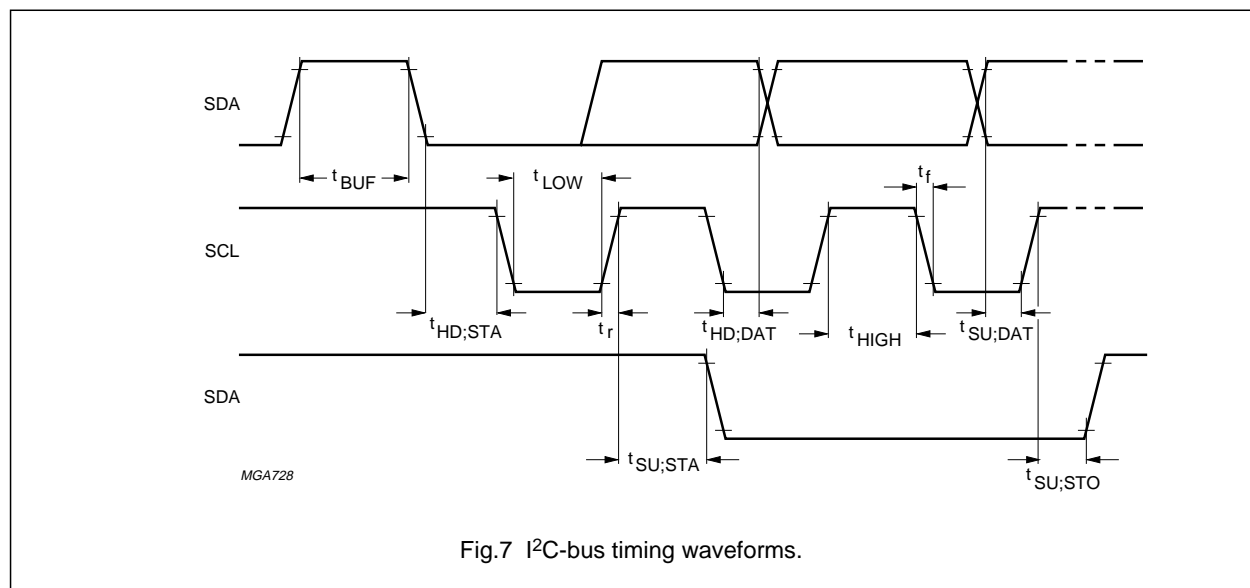 SDA
t BUF
t LOW
t f
SCL
t HD;STA
t r
t HD;DAT
t HIGH
t SU;DAT
SDA
MGA728
t SU;STA
t SU;STO
Fig.7 I²C-bus timing waveforms.